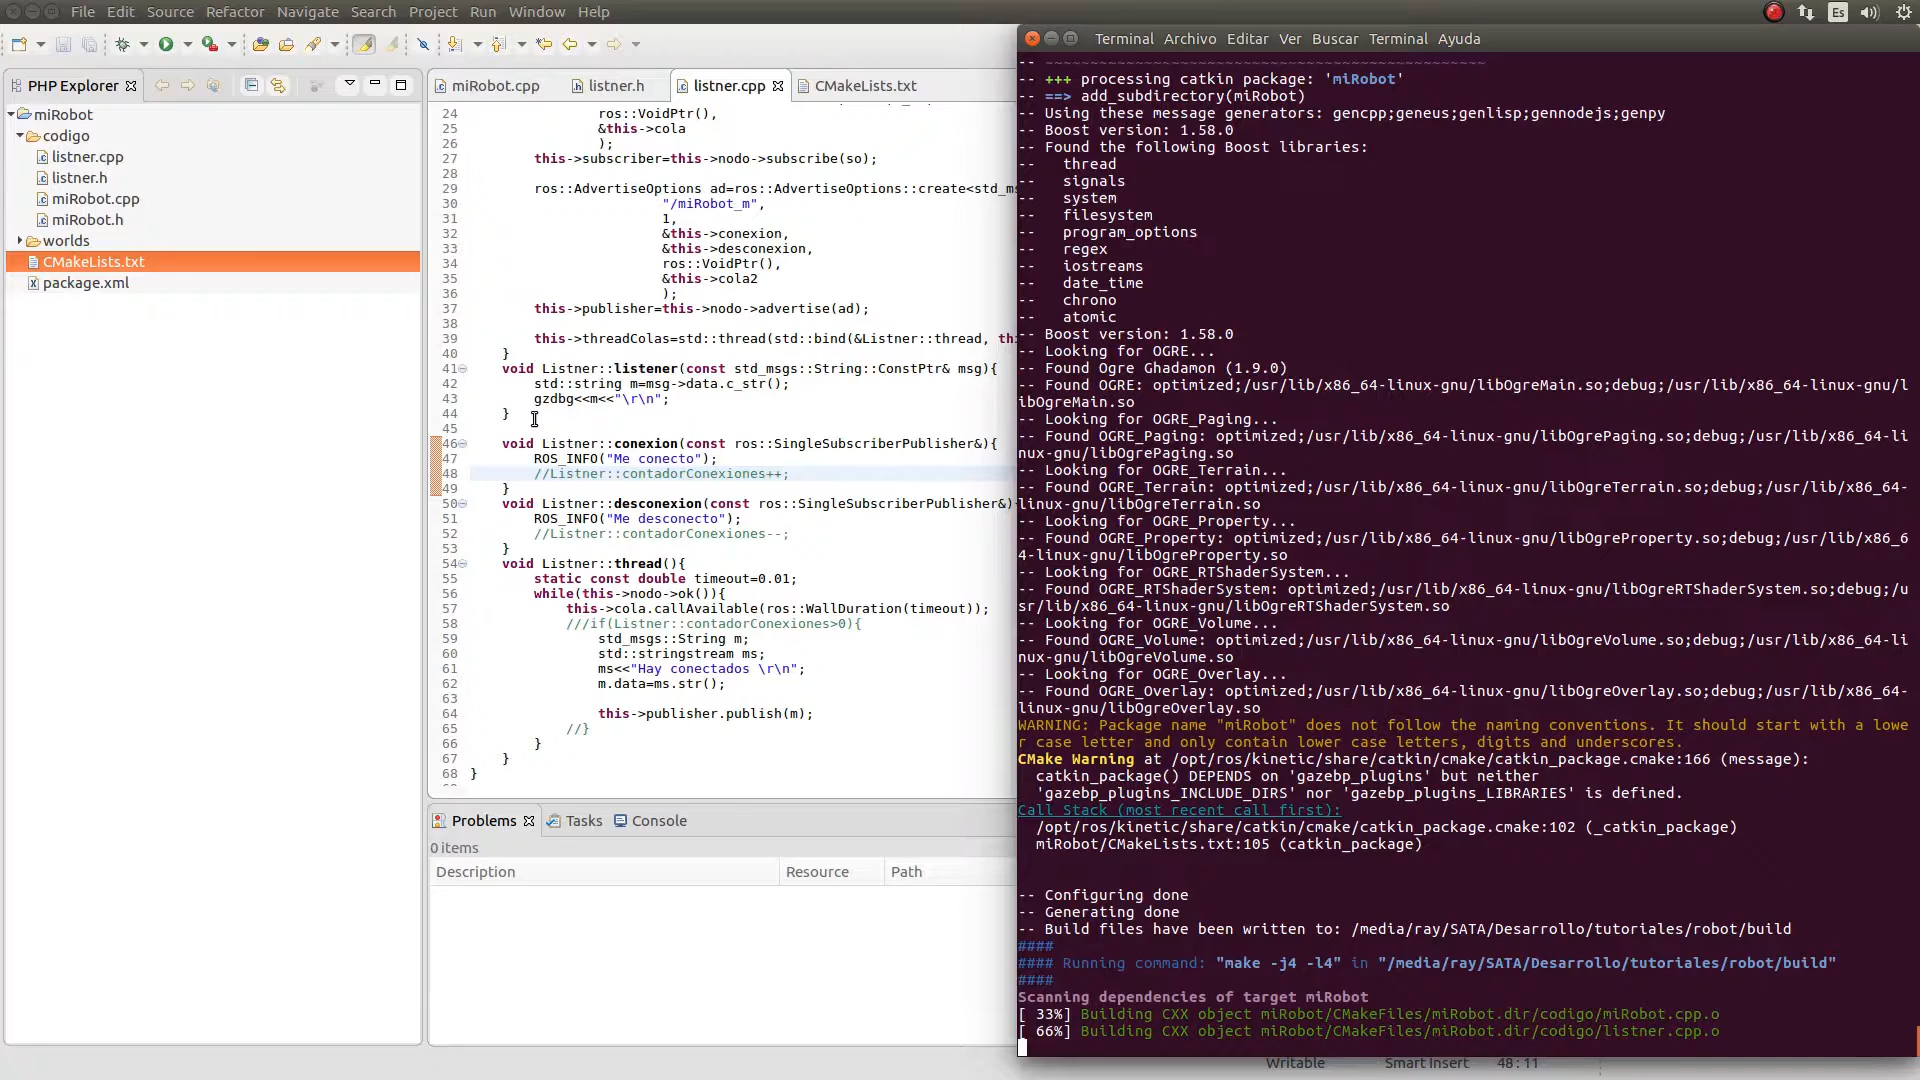 File Edit Source Refactor Navigate Search Project Run Window Help
Es
Terminal Archivo Editar Ver Buscar Terminal Ayuda
PHP Explorer
miRobot
codigo
listner.cpp
listner.h
miRobot.cpp
miRobot.h
worlds
CMakeLists.txt
package.xml
miRobot.cpp listner.h listner.cpp CMakeLists.txt
24 ros::VoidPtr(),
25 &this->cola
26 );
27 this->subscriber=this->nodo->subscribe(so);
28
29 ros::AdvertiseOptions ad=ros::AdvertiseOptions::create<std_ms
30 "/miRobot_m",
31 1,
32 &this->conexion,
33 &this->desconexion,
34 ros::VoidPtr(),
35 &this->cola2
36 );
37 this->publisher=this->nodo->advertise(ad);
38
39 this->threadColas=std::thread(std::bind(&Listner::thread, th
40 }
41 void Listner::listener(const std_msgs::String::ConstPtr& msg){
42 std::string m=msg->data.c_str();
43 gzdbg<<m<<"\r\n";
44 }
45
46 void Listner::conexion(const ros::SingleSubscriberPublisher&){
47 ROS_INFO("Me conecto");
48 //Listner::contadorConexiones++;
49 }
50 void Listner::desconexion(const ros::SingleSubscriberPublisher&)
51 ROS_INFO("Me desconecto");
52 //Listner::contadorConexiones--;
53 }
54 void Listner::thread(){
55 static const double timeout=0.01;
56 while(this->nodo->ok()){
57 this->cola.callAvailable(ros::WallDuration(timeout));
58 ///if(Listner::contadorConexiones>0){
59 std_msgs::String m;
60 std::stringstream ms;
61 ms<<"Hay conectados \r\n";
62 m.data=ms.str();
63
64 this->publisher.publish(m);
65 //}
66 }
67 }
68 }
Problems Tasks Console
0 items
Description Resource Path
-- ~~~~~~~~~~~~~~~~~~~~~~~~~~~~~~~~~~~~~~~~~~~~~~~~~
-- +++ processing catkin package: 'miRobot'
-- ==> add_subdirectory(miRobot)
-- Using these message generators: gencpp;geneus;genlisp;gennodejs;genpy
-- Boost version: 1.58.0
-- Found the following Boost libraries:
-- thread
-- signals
-- system
-- filesystem
-- program_options
-- regex
-- iostreams
-- date_time
-- chrono
-- atomic
-- Boost version: 1.58.0
-- Looking for OGRE...
-- Found Ogre Ghadamon (1.9.0)
-- Found OGRE: optimized;/usr/lib/x86_64-linux-gnu/libOgreMain.so;debug;/usr/lib/x86_64-linux-gnu/l
ibOgreMain.so
-- Looking for OGRE_Paging...
-- Found OGRE_Paging: optimized;/usr/lib/x86_64-linux-gnu/libOgrePaging.so;debug;/usr/lib/x86_64-li
nux-gnu/libOgrePaging.so
-- Looking for OGRE_Terrain...
-- Found OGRE_Terrain: optimized;/usr/lib/x86_64-linux-gnu/libOgreTerrain.so;debug;/usr/lib/x86_64-
linux-gnu/libOgreTerrain.so
-- Looking for OGRE_Property...
-- Found OGRE_Property: optimized;/usr/lib/x86_64-linux-gnu/libOgreProperty.so;debug;/usr/lib/x86_6
4-linux-gnu/libOgreProperty.so
-- Looking for OGRE_RTShaderSystem...
-- Found OGRE_RTShaderSystem: optimized;/usr/lib/x86_64-linux-gnu/libOgreRTShaderSystem.so;debug;/u
sr/lib/x86_64-linux-gnu/libOgreRTShaderSystem.so
-- Looking for OGRE_Volume...
-- Found OGRE_Volume: optimized;/usr/lib/x86_64-linux-gnu/libOgreVolume.so;debug;/usr/lib/x86_64-li
nux-gnu/libOgreVolume.so
-- Looking for OGRE_Overlay...
-- Found OGRE_Overlay: optimized;/usr/lib/x86_64-linux-gnu/libOgreOverlay.so;debug;/usr/lib/x86_64-
linux-gnu/libOgreOverlay.so
WARNING: Package name "miRobot" does not follow the naming conventions. It should start with a lowe
r case letter and only contain lower case letters, digits and underscores.
CMake Warning at /opt/ros/kinetic/share/catkin/cmake/catkin_package.cmake:166 (message):
catkin_package() DEPENDS on 'gazebp_plugins' but neither
'gazebp_plugins_INCLUDE_DIRS' nor 'gazebp_plugins_LIBRARIES' is defined.
Call Stack (most recent call first):
/opt/ros/kinetic/share/catkin/cmake/catkin_package.cmake:102 (_catkin_package)
miRobot/CMakeLists.txt:105 (catkin_package)
-- Configuring done
-- Generating done
-- Build files have been written to: /media/ray/SATA/Desarrollo/tutoriales/robot/build
####
#### Running command: "make -j4 -l4" in "/media/ray/SATA/Desarrollo/tutoriales/robot/build"
####
Scanning dependencies of target miRobot
[ 33%] Building CXX object miRobot/CMakeFiles/miRobot.dir/codigo/miRobot.cpp.o
[ 66%] Building CXX object miRobot/CMakeFiles/miRobot.dir/codigo/listner.cpp.o
Writable Smart Insert 48:11